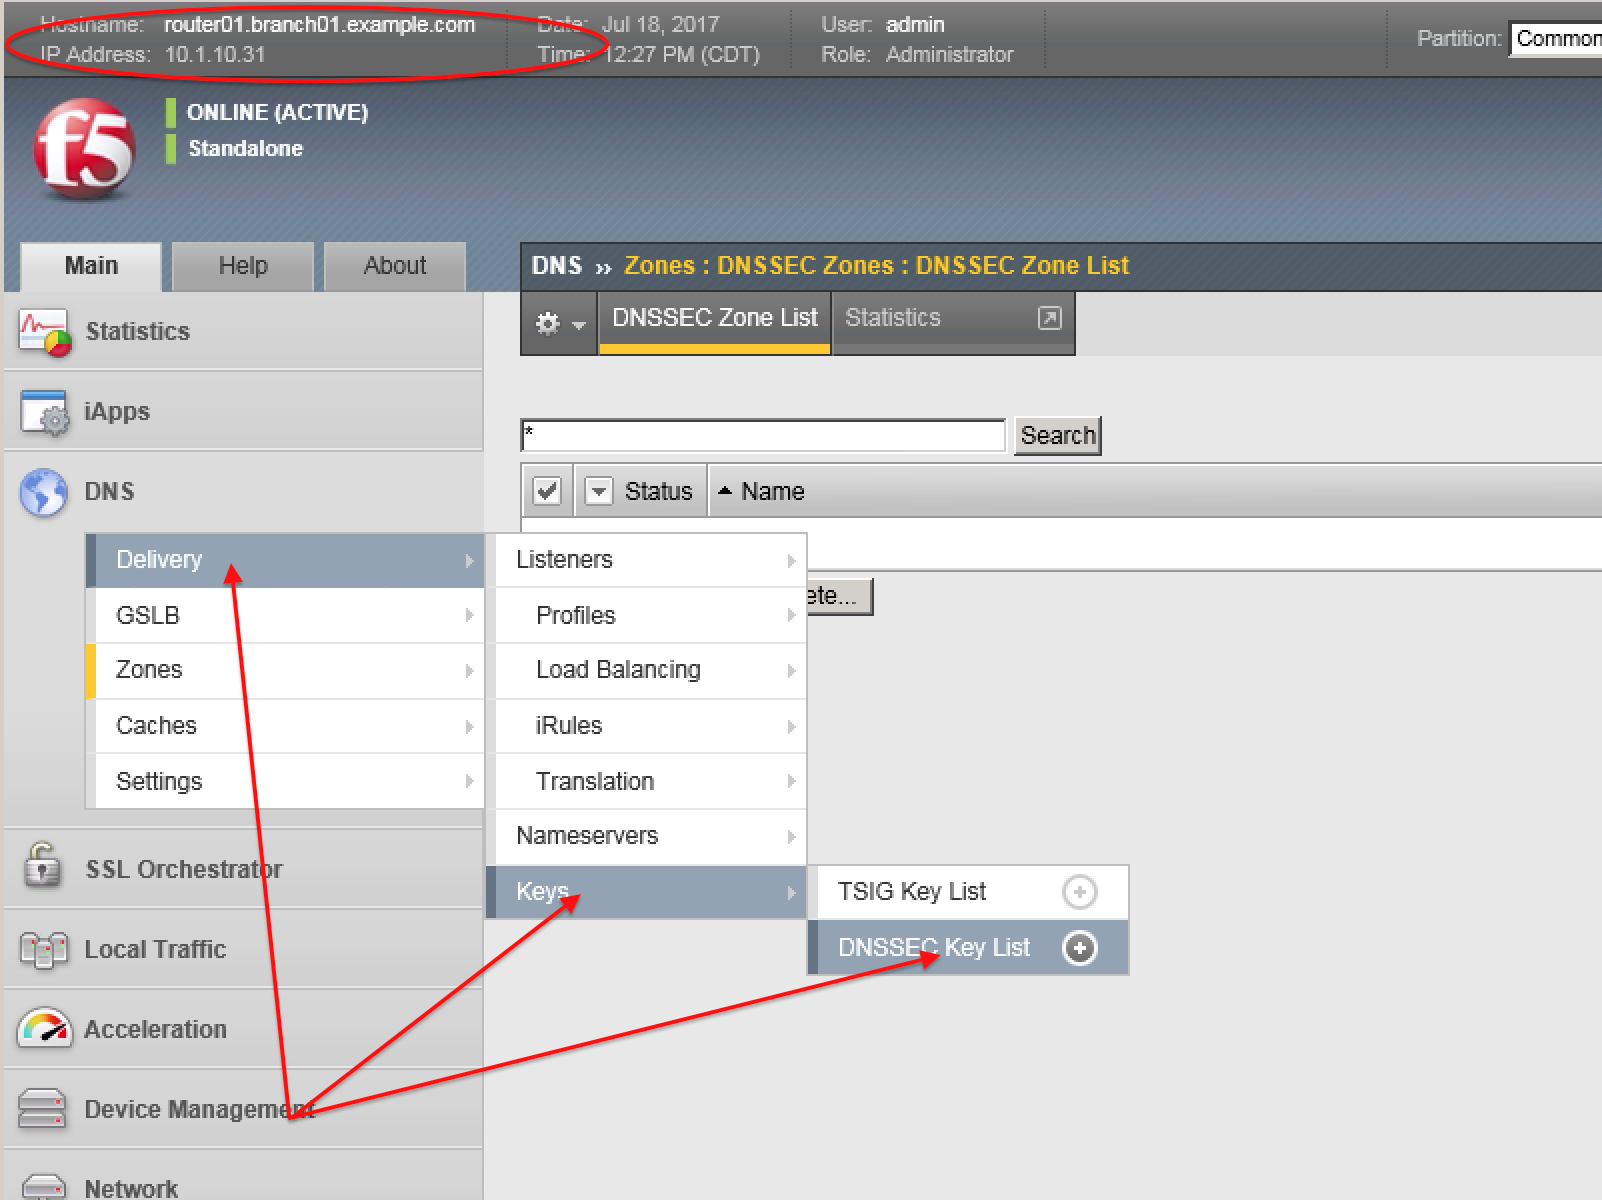 Hostname: router01.branch01.example.com Date: Jul 18, 2017 User: admin
IP Address: 10.1.10.31 Time: 12:27 PM (CDT) Role: Administrator
Partition: Common
f5
ONLINE (ACTIVE)
Standalone
Main Help About
DNS ›› Zones : DNSSEC Zones : DNSSEC Zone List
DNSSEC Zone List Statistics
Statistics
iApps
DNS
* Search
Status Name
ete...
Delivery
GSLB
Zones
Caches
Settings
Listeners
Profiles
Load Balancing
iRules
Translation
Nameservers
Keys
TSIG Key List
DNSSEC Key List
SSL Orchestrator
Local Traffic
Acceleration
Device Management
Network